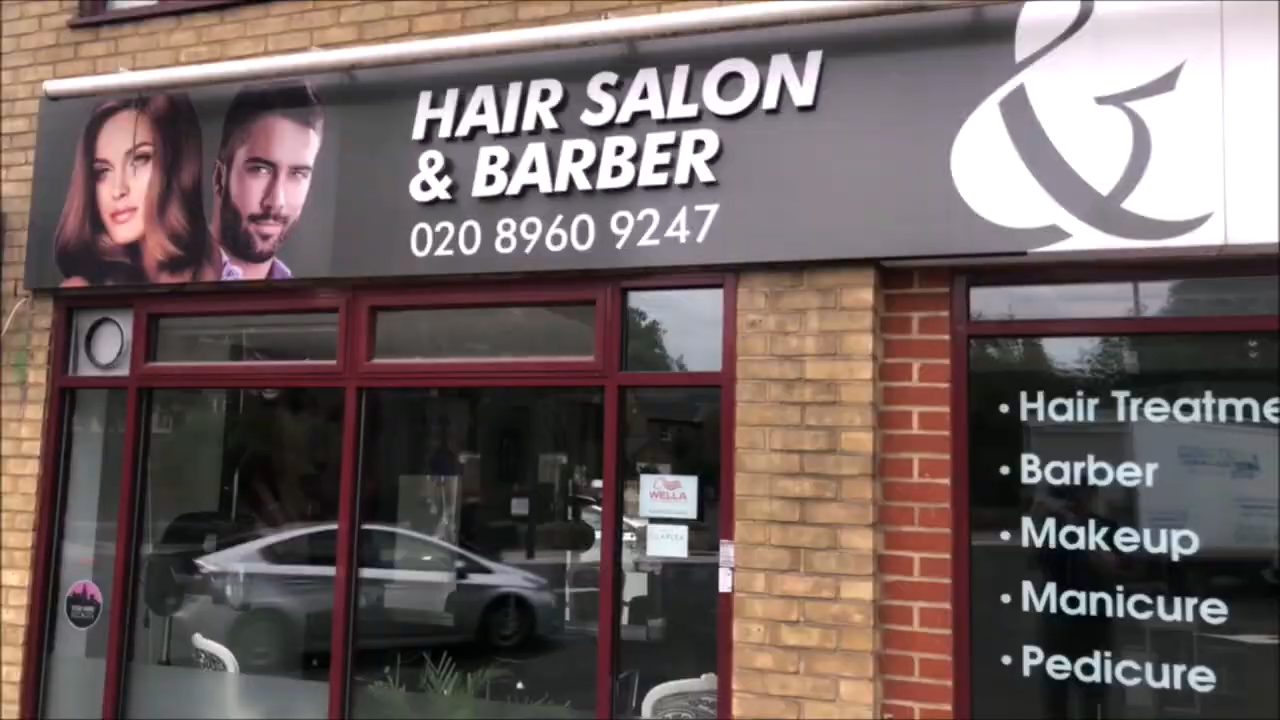 HAIR SALON
& BARBER
020 8960 9247
&
WELLA
• Hair Treatme
• Barber
• Makeup
• Manicure
• Pedicure